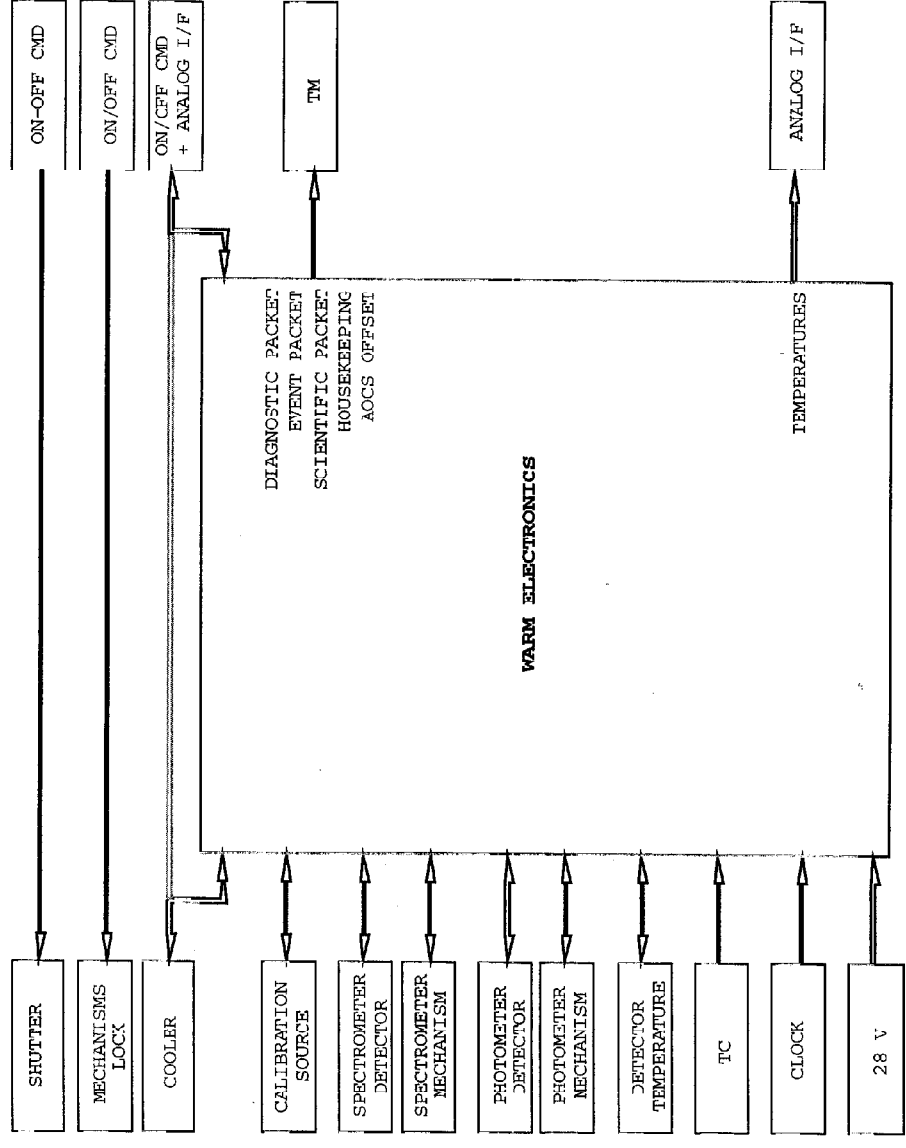 SHUTTER
ON-OFF CMD
MECHANISMS
LOCK
ON/OFF CMD
COOLER
ON/OFF CMD
+ ANALOG I/F
CALIBRATION
SOURCE
SPECTROMETER
DETECTOR
SPECTROMETER
MECHANISM
PHOTOMETER
DETECTOR
PHOTOMETER
MECHANISM
DETECTOR
TEMPERATURE
TC
CLOCK
28 V
WARM ELECTRONICS
DIAGNOSTIC PACKET
EVENT PACKET
SCIENTIFIC PACKET
HOUSEKEEPING
AOCS OFFSET
TEMPERATURES
TM
ANALOG I/F